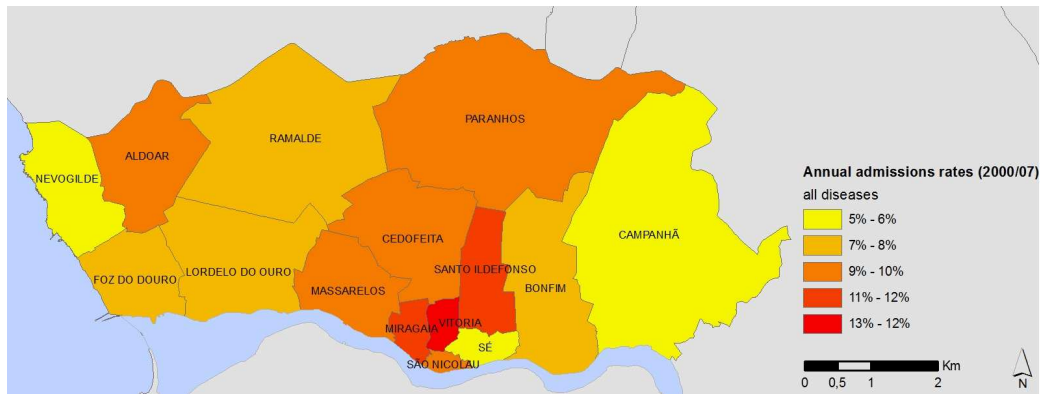 PARANHOS
RAMALDE
ALDOAR
NEVOGILDE
CAMPANHÃ
CEDOFEITA
SANTO ILDEFONSO
LORDELO DO OURO
FOZ DO DOURO
MASSARELOS
BONFIM
VITORIA
MIRAGAIA
SÉ
SÃO NICOLAU
Annual admissions rates (2000/07)
all diseases
5% - 6%
7% - 8%
9% - 10%
11% - 12%
13% - 12%
Km
0 0,5 1 2
N